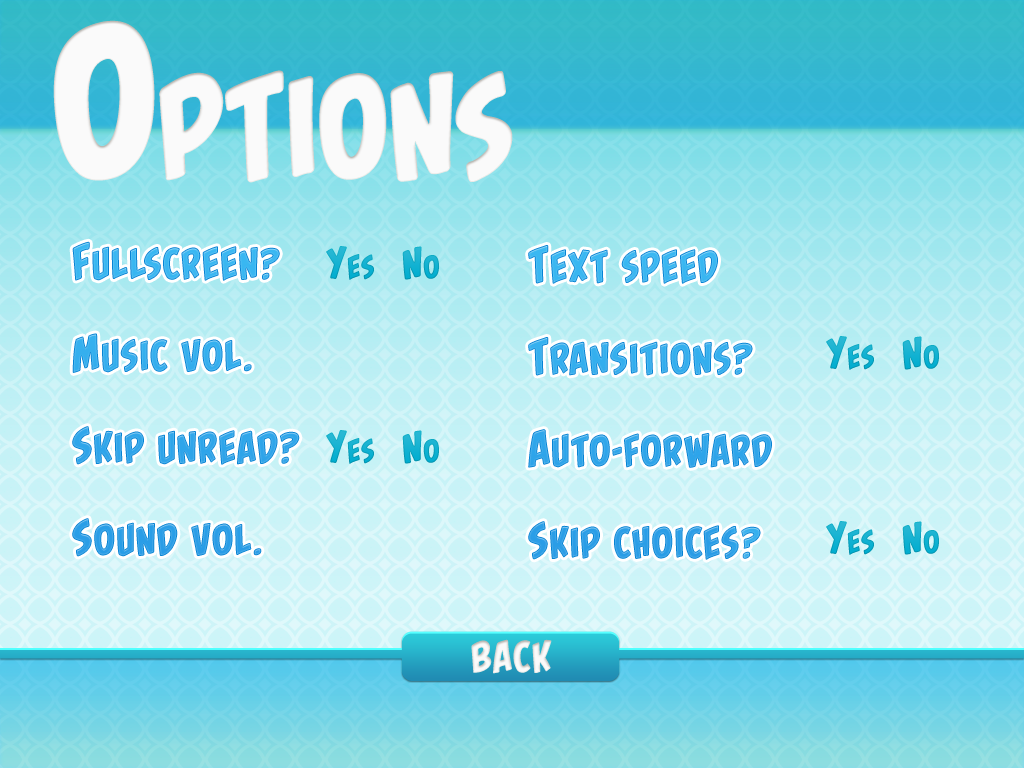 Options
Fullscreen? Yes No
Text speed
Music vol.
Transitions? Yes No
Skip unread? Yes No
Auto-forward
Sound vol.
Skip choices? Yes No
BACK